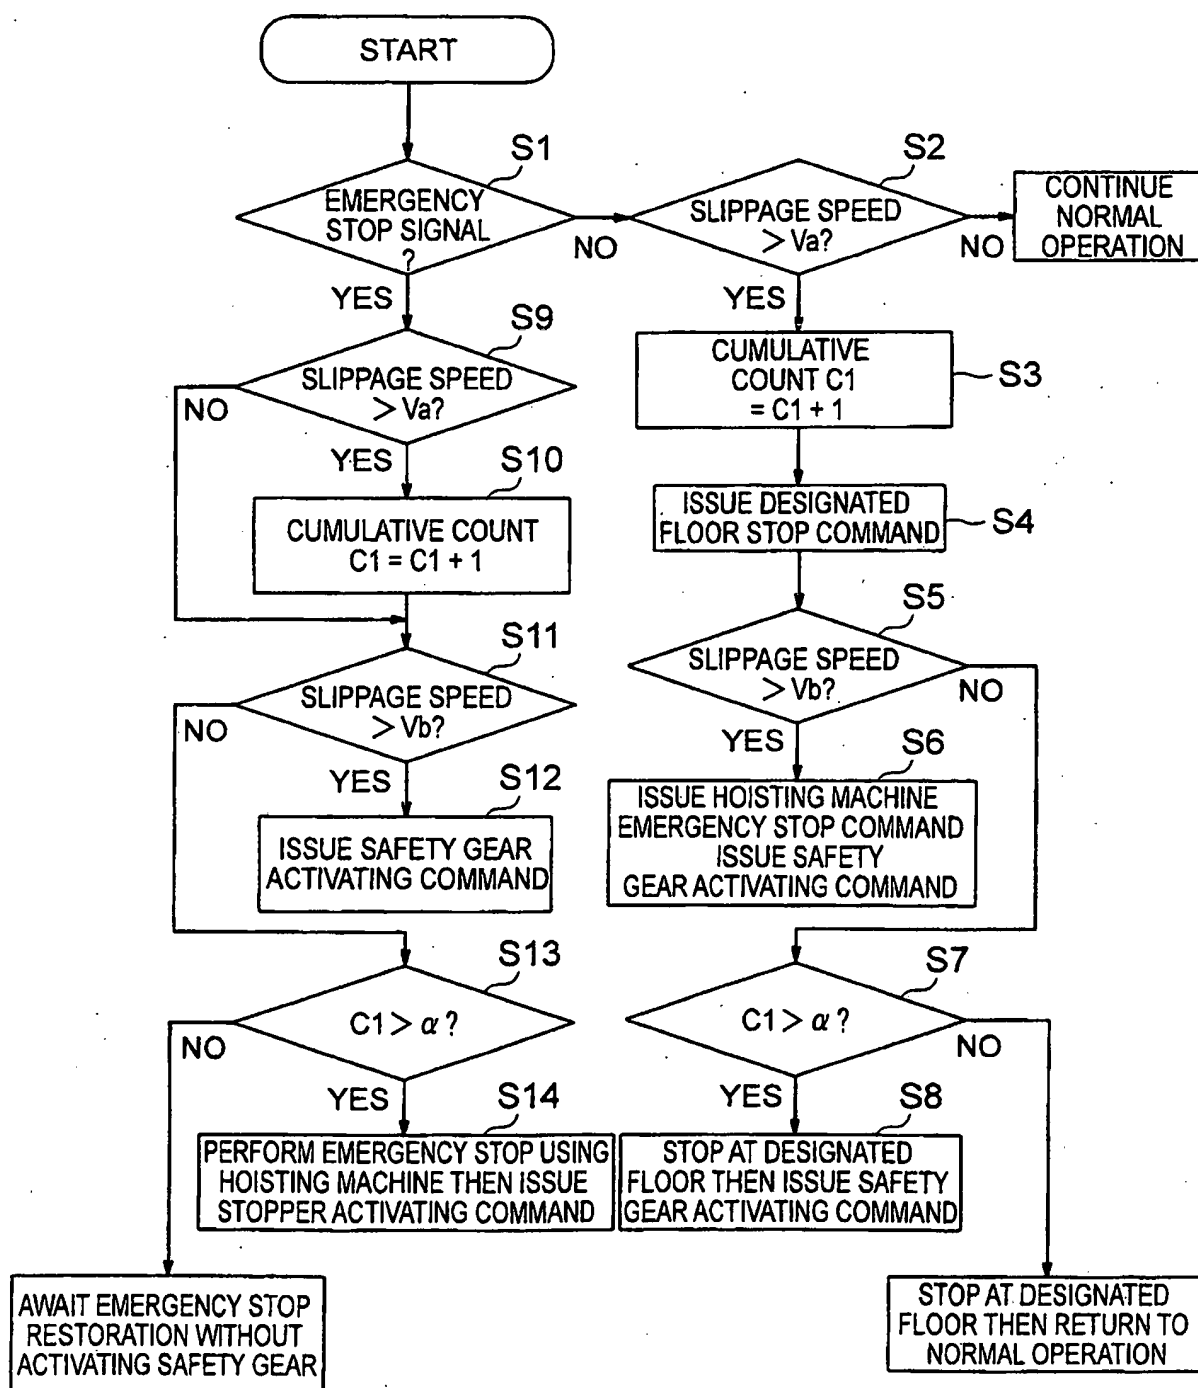 START
S1
EMERGENCY
STOP SIGNAL
?
NO
YES
S2
SLIPPAGE SPEED
> Va?
NO
YES
CONTINUE
NORMAL
OPERATION
S9
SLIPPAGE SPEED
> Va?
NO
YES
CUMULATIVE
COUNT C1
= C1 + 1
S3
S10
CUMULATIVE COUNT
C1 = C1 + 1
ISSUE DESIGNATED
FLOOR STOP COMMAND
S4
S11
SLIPPAGE SPEED
> Vb?
NO
YES
S5
SLIPPAGE SPEED
> Vb?
NO
YES
S12
ISSUE SAFETY GEAR
ACTIVATING COMMAND
S6
ISSUE HOISTING MACHINE
EMERGENCY STOP COMMAND
ISSUE SAFETY
GEAR ACTIVATING COMMAND
S13
C1 > α ?
NO
YES
S7
C1 > α ?
NO
YES
S14
PERFORM EMERGENCY STOP USING
HOISTING MACHINE THEN ISSUE
STOPPER ACTIVATING COMMAND
S8
STOP AT DESIGNATED
FLOOR THEN ISSUE SAFETY
GEAR ACTIVATING COMMAND
AWAIT EMERGENCY STOP
RESTORATION WITHOUT
ACTIVATING SAFETY GEAR
STOP AT DESIGNATED
FLOOR THEN RETURN TO
NORMAL OPERATION